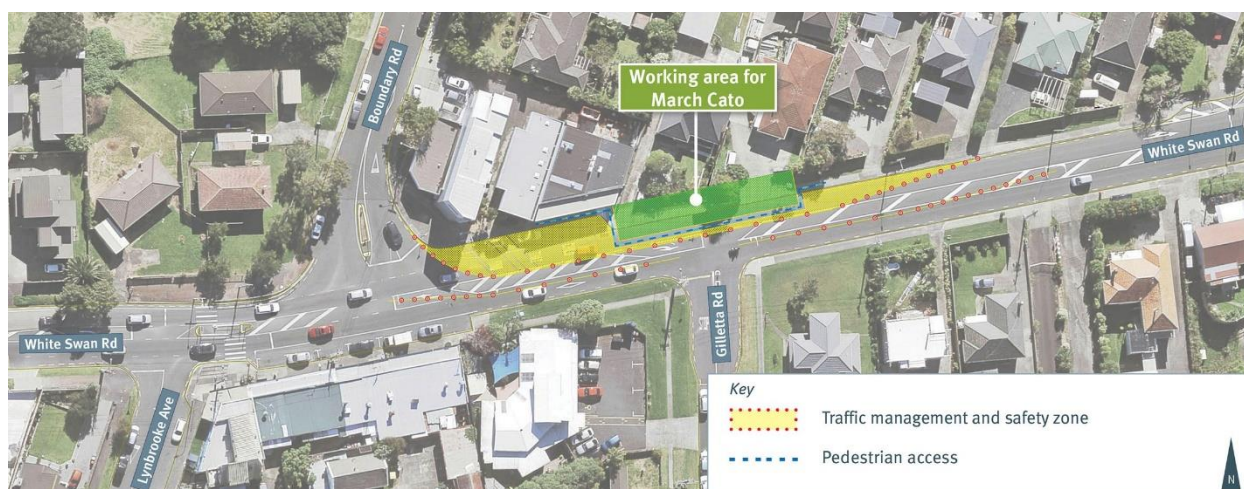 Boundary Rd
Working area for
March Cato
White Swan Rd
White Swan Rd
Gilletta Rd
Lynbrooke Ave
Key
Traffic management and safety zone
Pedestrian access
N